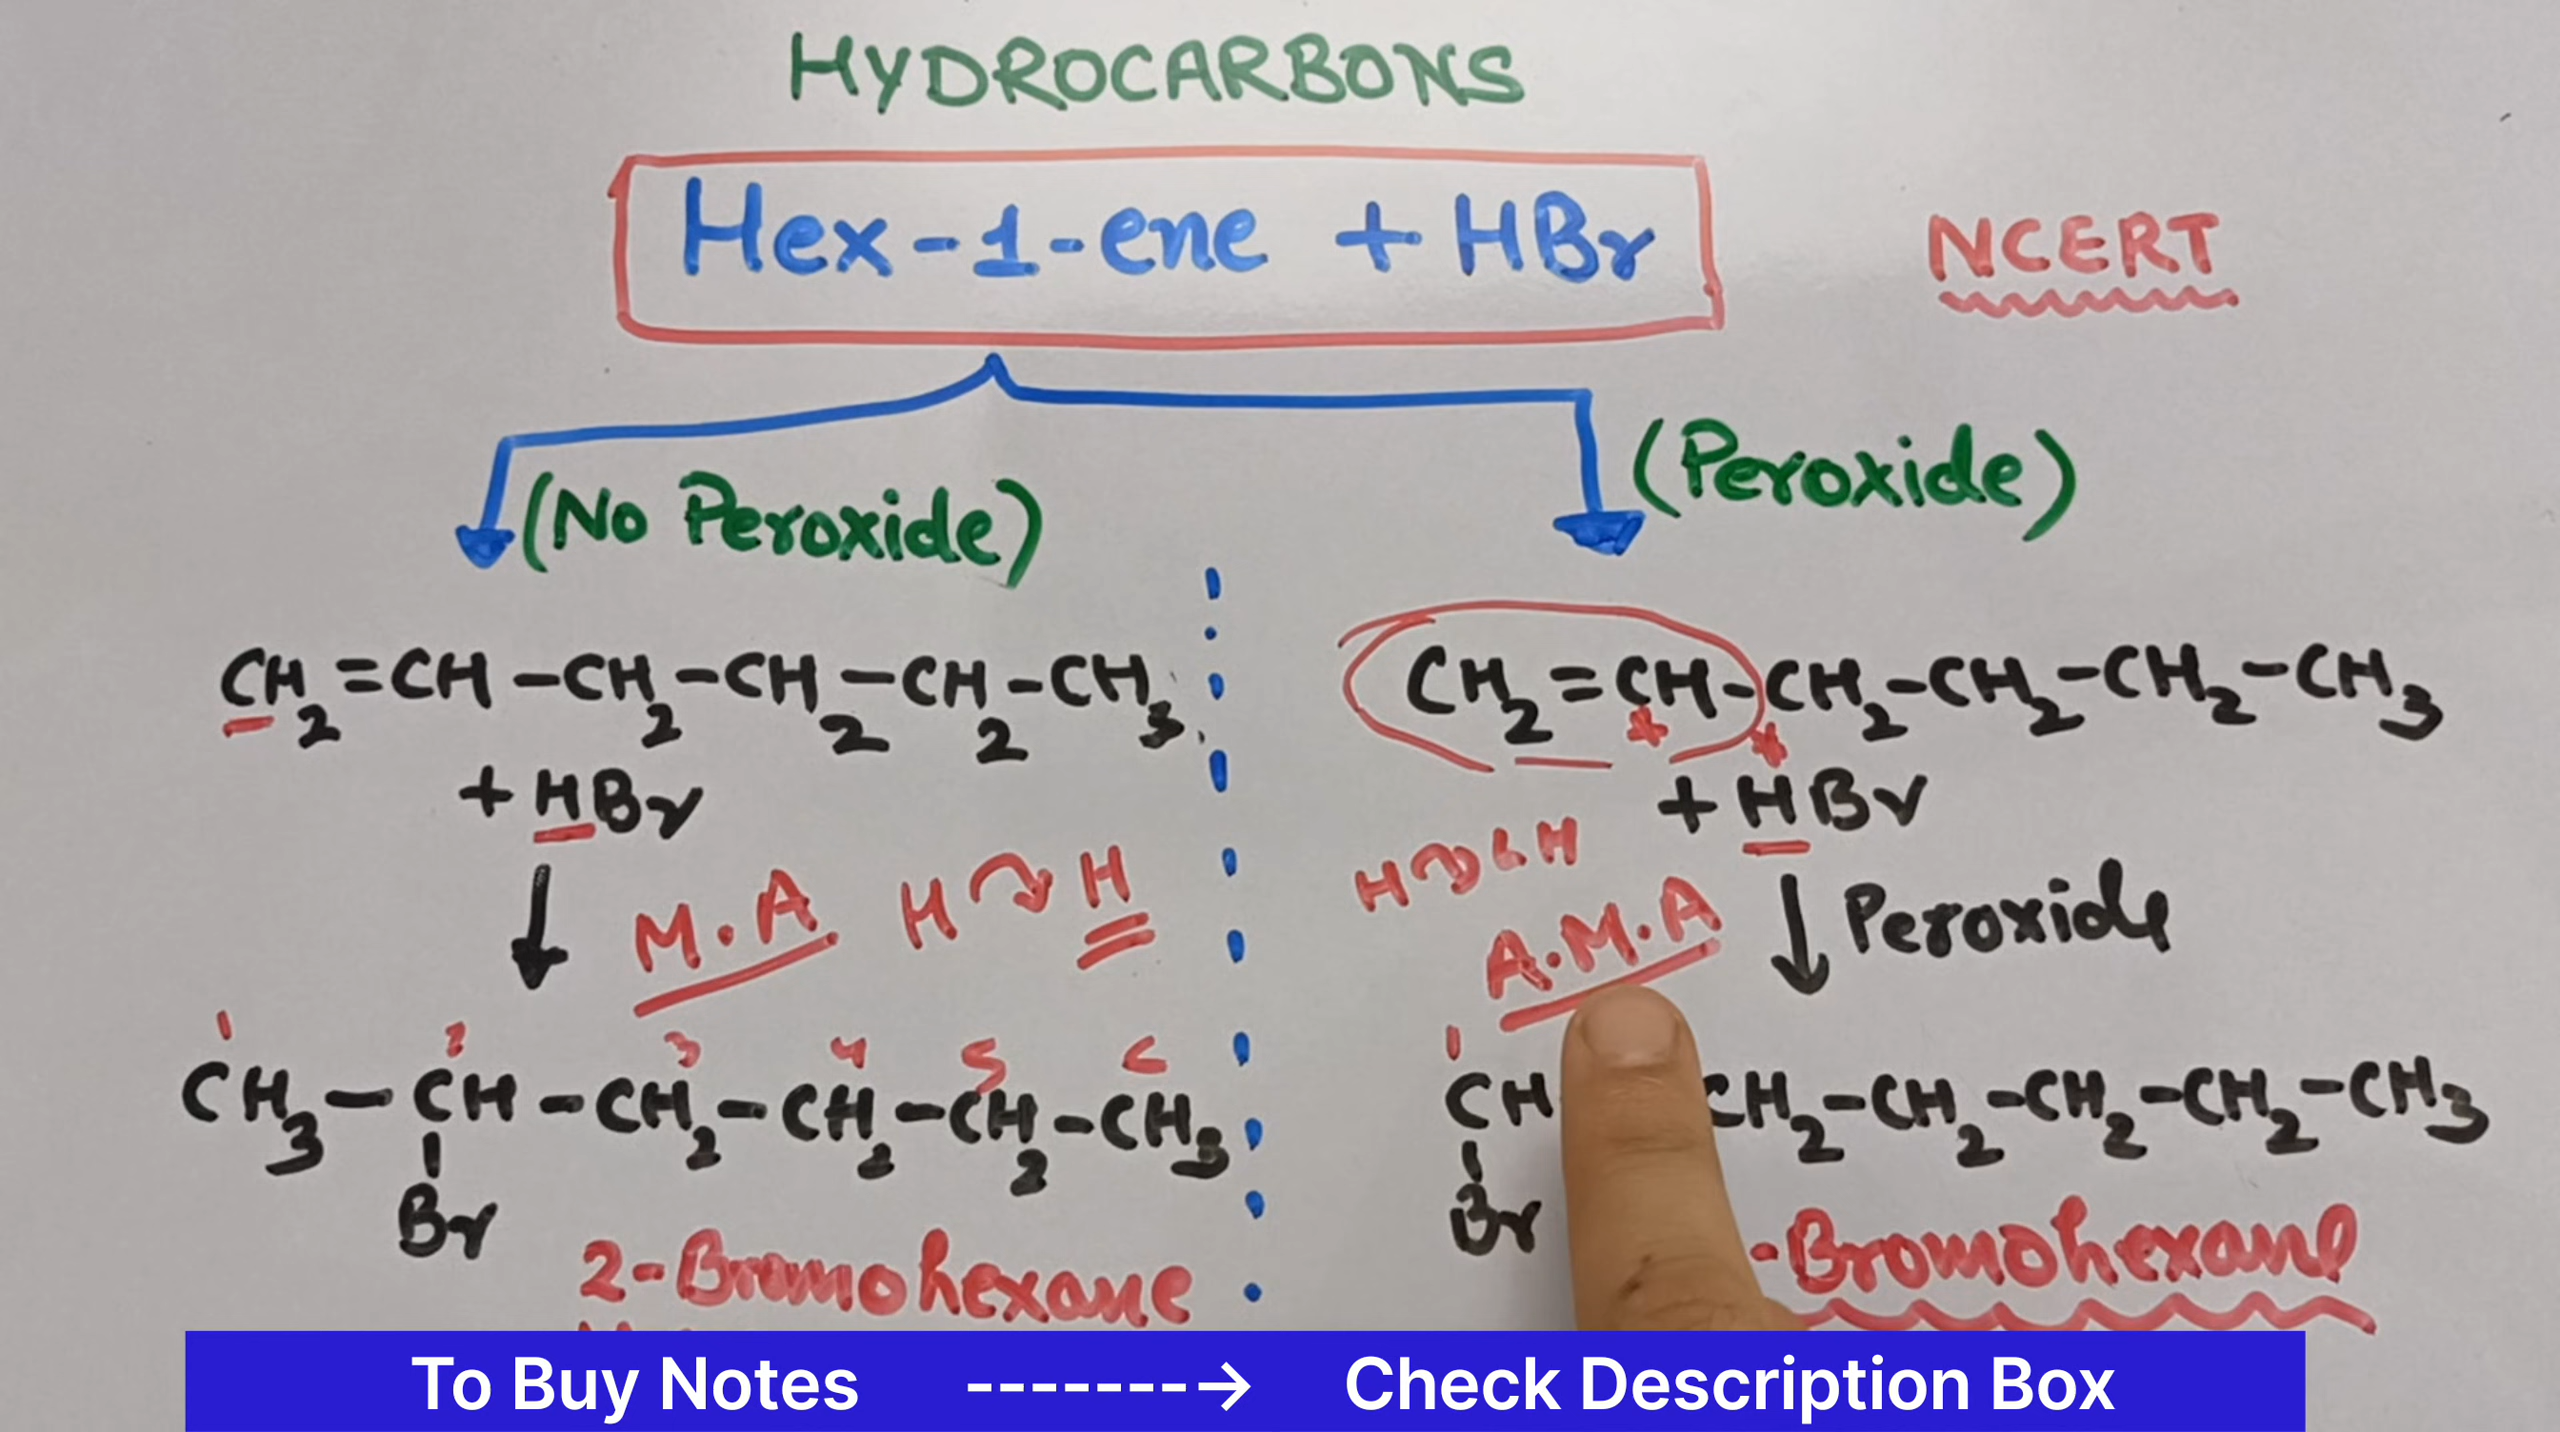 HYDROCARBONS
Hex-1-ene + HBr
NCERT
(No Peroxide)
(Peroxide)
CH2=CH-CH2-CH2-CH2-CH3
+ HBr
M.A H H
CH3-CH-CH2-CH2-CH2-CH3
1 2 3 4 5
Br
2-Bromohexane
CH2=CH-CH2-CH2-CH2-CH3
* *
+ HBr
H LH
A.M.A
Peroxide
1
CH CH2-CH2-CH2-CH2-CH3
Br
-Bromohexane
To Buy Notes -------→ Check Description Box